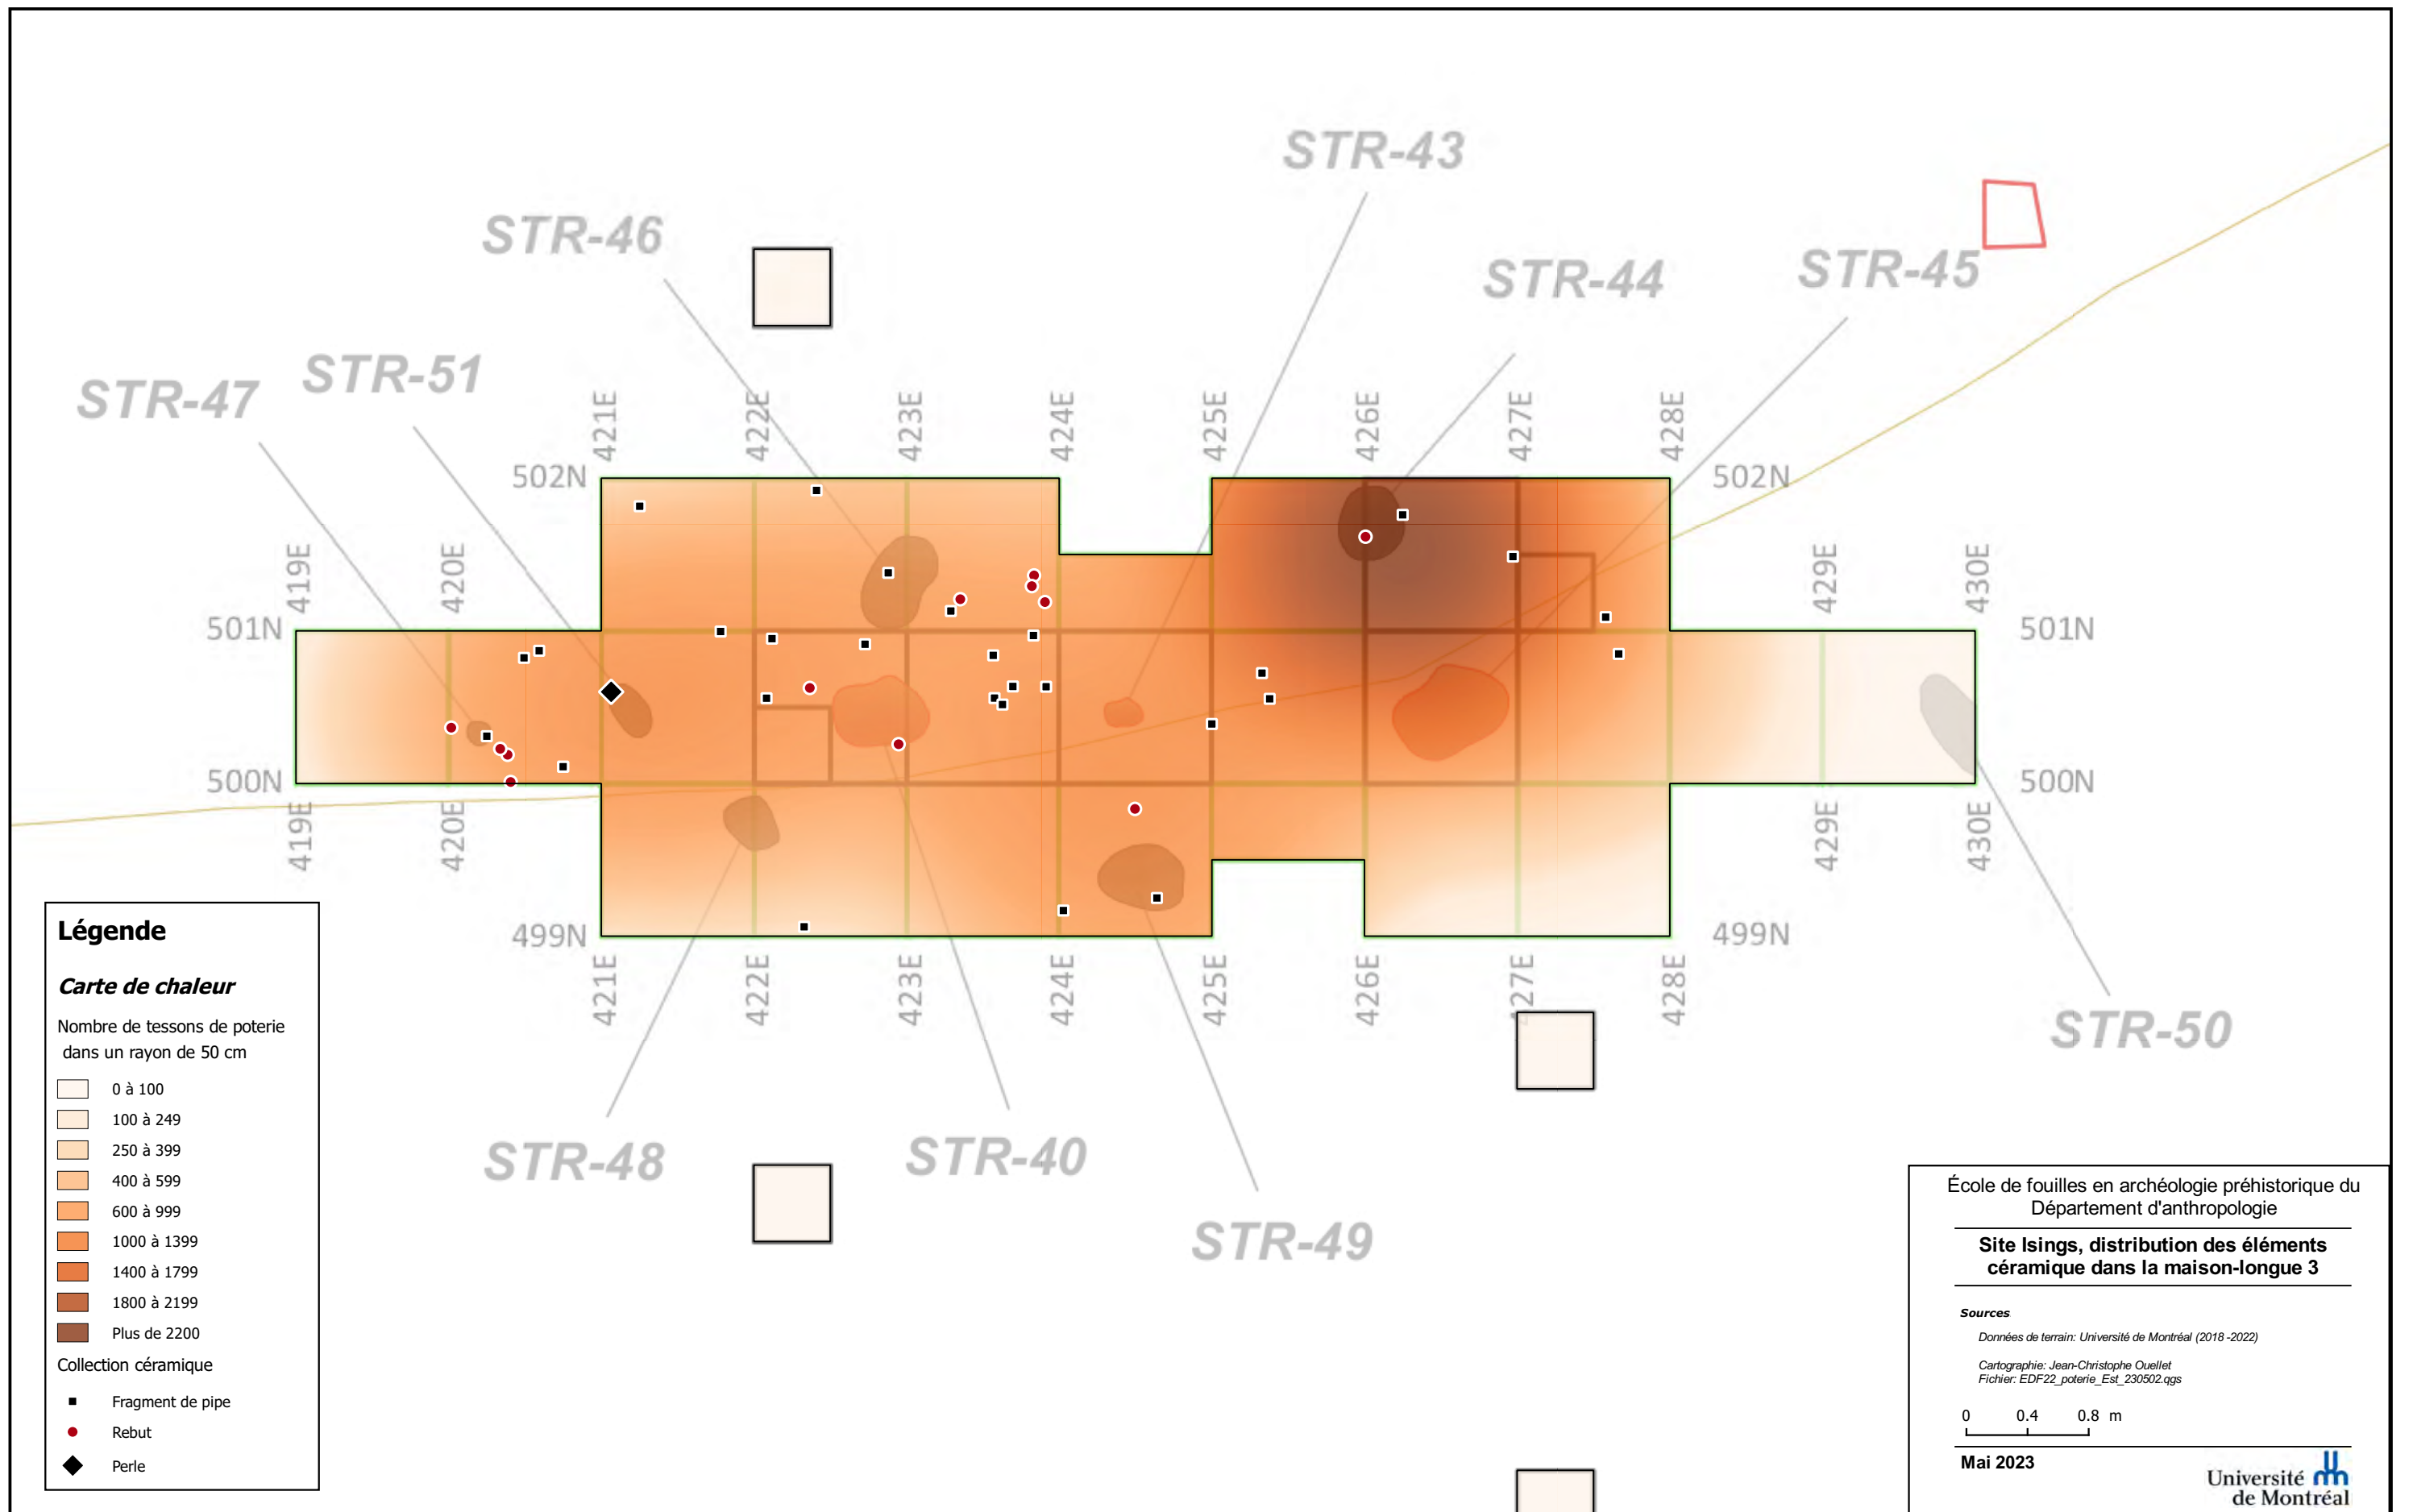 STR-43
STR-46
STR-44
STR-45
STR-51
STR-47
421E
422E
423E
424E
425E
426E
427E
428E
502N
502N
419E
420E
429E
430E
501N
501N
500N
500N
419E
420E
429E
430E
499N
499N
421E
422E
423E
424E
425E
426E
427E
428E
STR-50
STR-48
STR-40
STR-49
Légende
Carte de chaleur
Nombre de tessons de poterie
dans un rayon de 50 cm
0 à 100
100 à 249
250 à 399
400 à 599
600 à 999
1000 à 1399
1400 à 1799
1800 à 2199
Plus de 2200
Collection céramique
Fragment de pipe
Rebut
Perle
École de fouilles en archéologie préhistorique du
Département d'anthropologie
Site Isings, distribution des éléments
céramique dans la maison-longue 3
Sources
Données de terrain: Université de Montréal (2018 -2022)
Cartographie: Jean-Christophe Ouellet
Fichier: EDF22_poterie_Est_230502.qgs
0 0.4 0.8 m
Mai 2023
Université
de Montréal